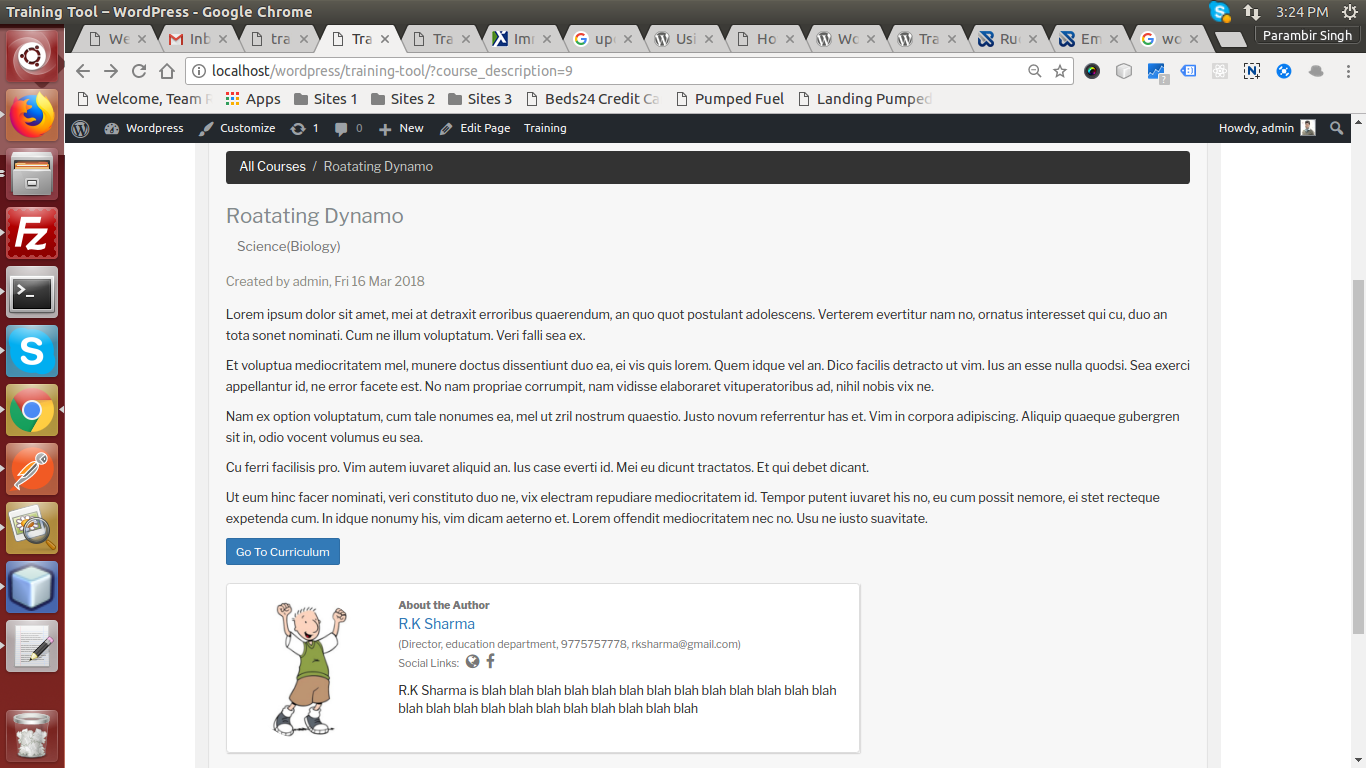 Training Tool – WordPress - Google Chrome
3:24 PM
Parambir Singh
We
Inb
tra
Tra
Tra
Imr
Usi
Ho
Wo
Tra
Ru
Em
wo
localhost/wordpress/training-tool/?course_description=9
Welcome, Team
Apps
Sites 1
Sites 2
Sites 3
Beds24 Credit Ca
Pumped Fuel
Landing Pumped
Wordpress
Customize
1
0
New
Edit Page
Training
Howdy, admin
All Courses / Roatating Dynamo
Roatating Dynamo
Science(Biology)
Created by admin, Fri 16 Mar 2018
Lorem ipsum dolor sit amet, mei at detraxit erroribus quaerendum, an quo quot postulant adolescens. Verterem evertitur nam no, ornatus interesset qui cu, duo an
tota sonet nominati. Cum ne illum voluptatum. Veri falli sea ex.
Et voluptua mediocritatem mel, munere doctus dissentiunt duo ea, ei vis quis lorem. Quem idque vel an. Dico facilis detracto ut vim. Ius an esse nulla quodsi. Sea exerci
appellantur id, ne error facete est. No nam propriae corrumpit, nam vidisse elaboraret vituperatoribus ad, nihil nobis vix ne.
Nam ex option voluptatum, cum tale nonumes ea, mel ut zril nostrum quaestio. Justo novum referrentur has et. Vim in corpora adipiscing. Aliquip quaeque gubergren
sit in, odio vocent volumus eu sea.
Cu ferri facilisis pro. Vim autem iuvaret aliquid an. Ius case everti id. Mei eu dicunt tractatos. Et qui debet dicant.
Ut eum hinc facer nominati, veri constituto duo ne, vix electram repudiare mediocritatem id. Tempor putent iuvaret his no, eu cum possit nemore, ei stet recteque
expetenda cum. In idque nonumy his, vim dicam aeterno et. Lorem offendit mediocritatem nec no. Usu ne iusto suavitate.
Go To Curriculum
About the Author
R.K Sharma
(Director, education department, 9775757778, rksharma@gmail.com)
Social Links:
R.K Sharma is blah blah blah blah blah blah blah blah blah blah blah blah blah
blah blah blah blah blah blah blah blah blah blah blah